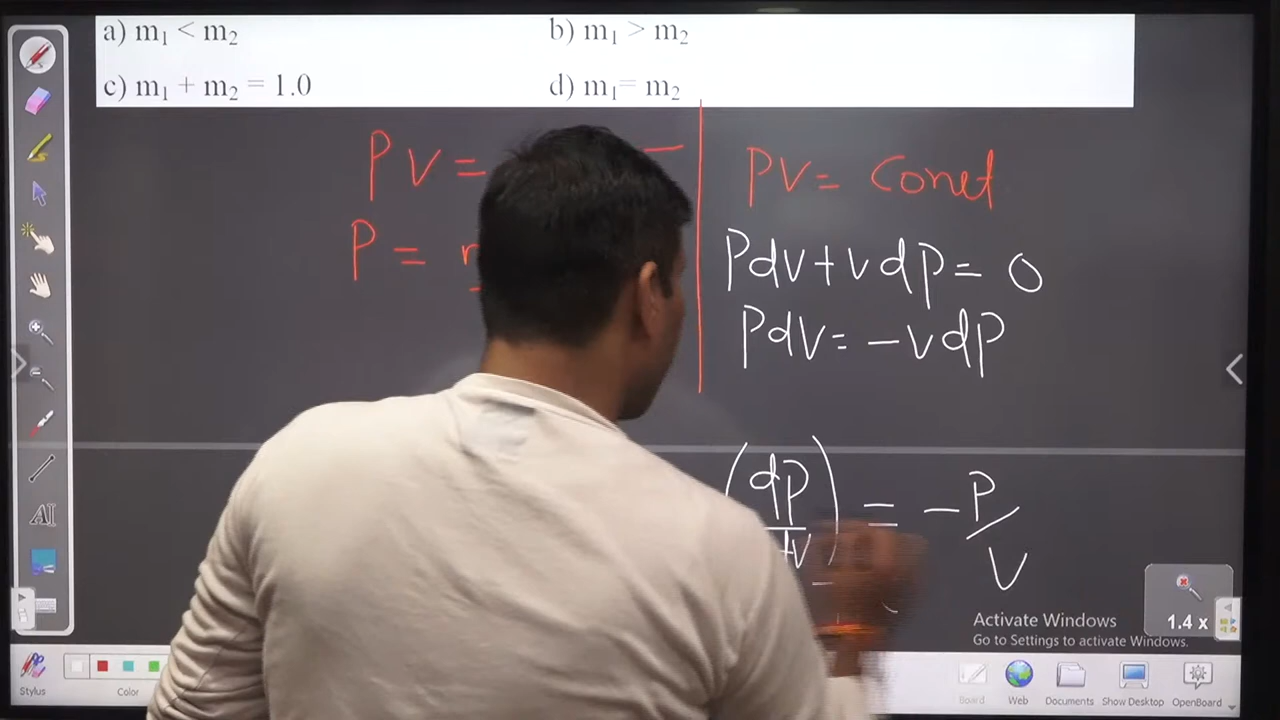 a) m₁ < m₂
b) m₁ > m₂
c) m₁ + m₂ = 1.0
d) m₁= m₂
PV=
P =
PV= Const
Pdv+vdp= 0
PdV= -vdP
(dp/dv) = -P/V
Activate Windows
Go to Settings to activate Windows.
1.4 x
Stylus
Color
Board
Web
Documents
Show Desktop
OpenBoard